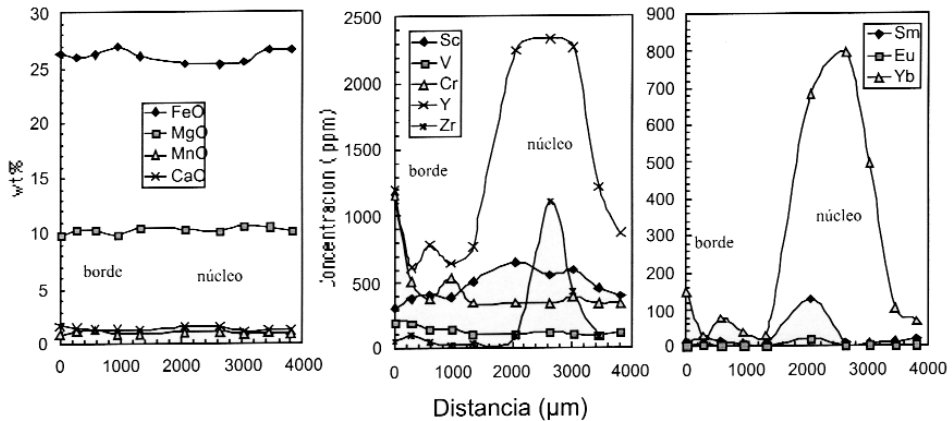 wt%
30
25
20
15
10
5
0
0 1000 2000 3000 4000
FeO
MgO
MnO
CaO
borde
núcleo
Concentración (ppm)
2500
2000
1500
1000
500
0
0 1000 2000 3000 4000
Sc
V
Cr
Y
Zr
borde
núcleo
900
800
700
600
500
400
300
200
100
0
0 1000 2000 3000 4000
Sm
Eu
Yb
borde
núcleo
Distancia (µm)